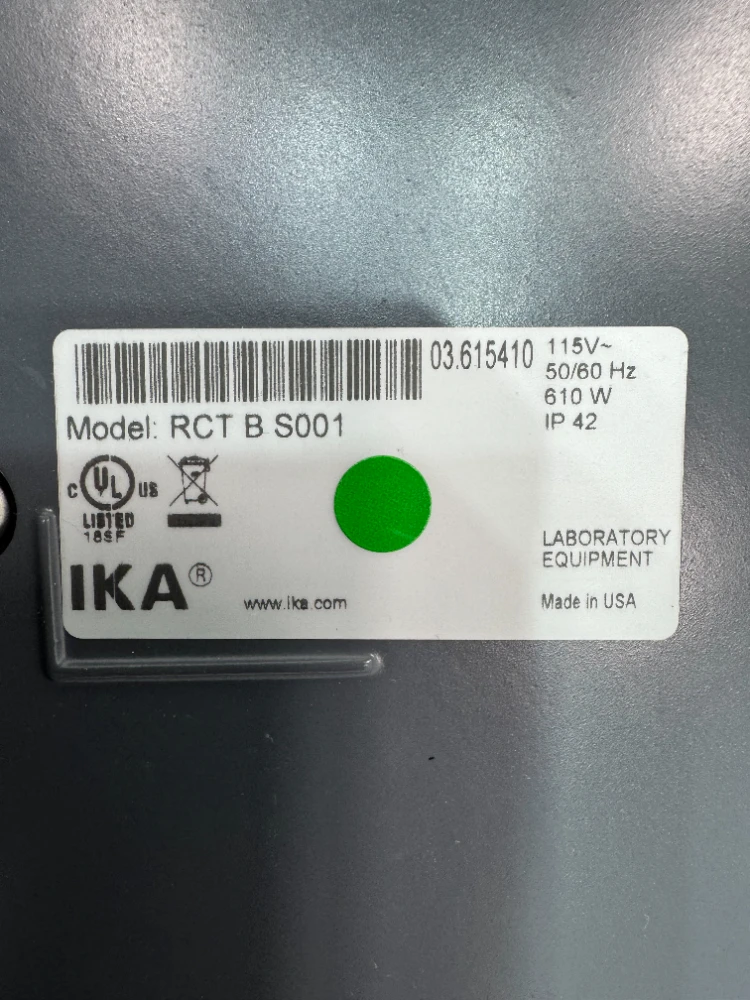 03.615410
115V~
50/60 Hz
610 W
IP 42
Model: RCT B S001
C UL US
LISTED
18SF
IKA®
www.ika.com
LABORATORY
EQUIPMENT
Made in USA